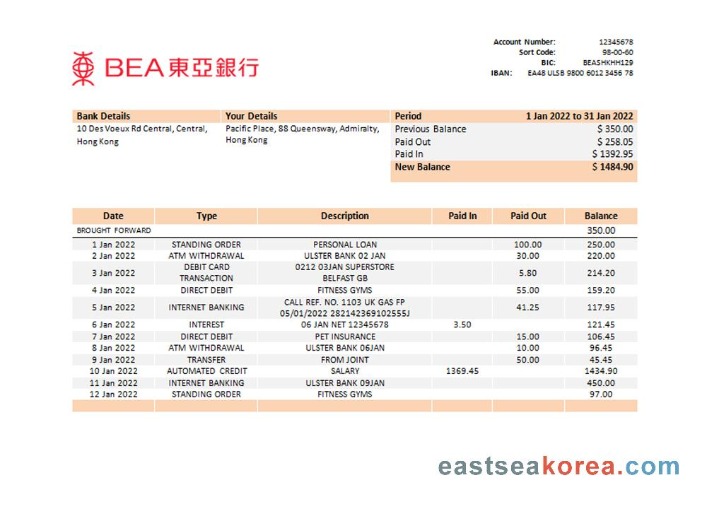 BEA東亞銀行
Account Number: 12345678
Sort Code: 98-00-60
BIC: BEASHKHH129
IBAN: EA48 ULSB 9800 6012 3456 78
Bank Details Your Details Period 1 Jan 2022 to 31 Jan 2022
10 Des Voeux Rd Central, Central, Pacific Place, 88 Queensway, Admiralty, Previous Balance $ 350.00
Hong Kong Hong Kong Paid Out $ 258.05
Paid In $ 1392.95
New Balance $ 1484.90
Date Type Description Paid In Paid Out Balance
BROUGHT FORWARD 350.00
1 Jan 2022 STANDING ORDER PERSONAL LOAN 100.00 250.00
2 Jan 2022 ATM WITHDRAWAL ULSTER BANK 02 JAN 30.00 220.00
3 Jan 2022 DEBIT CARD TRANSACTION 0212 03JAN SUPERSTORE BELFAST GB 5.80 214.20
4 Jan 2022 DIRECT DEBIT FITNESS GYMS 55.00 159.20
5 Jan 2022 INTERNET BANKING CALL REF. NO. 1103 UK GAS FP 05/01/2022 282142369102555J 41.25 117.95
6 Jan 2022 INTEREST 06 JAN NET 12345678 3.50 121.45
7 Jan 2022 DIRECT DEBIT PET INSURANCE 15.00 106.45
8 Jan 2022 ATM WITHDRAWAL ULSTER BANK 06JAN 10.00 96.45
9 Jan 2022 TRANSFER FROM JOINT 50.00 45.45
10 Jan 2022 AUTOMATED CREDIT SALARY 1369.45 1434.90
11 Jan 2022 INTERNET BANKING ULSTER BANK 09JAN 450.00
12 Jan 2022 STANDING ORDER FITNESS GYMS 97.00
eastseakorea.com